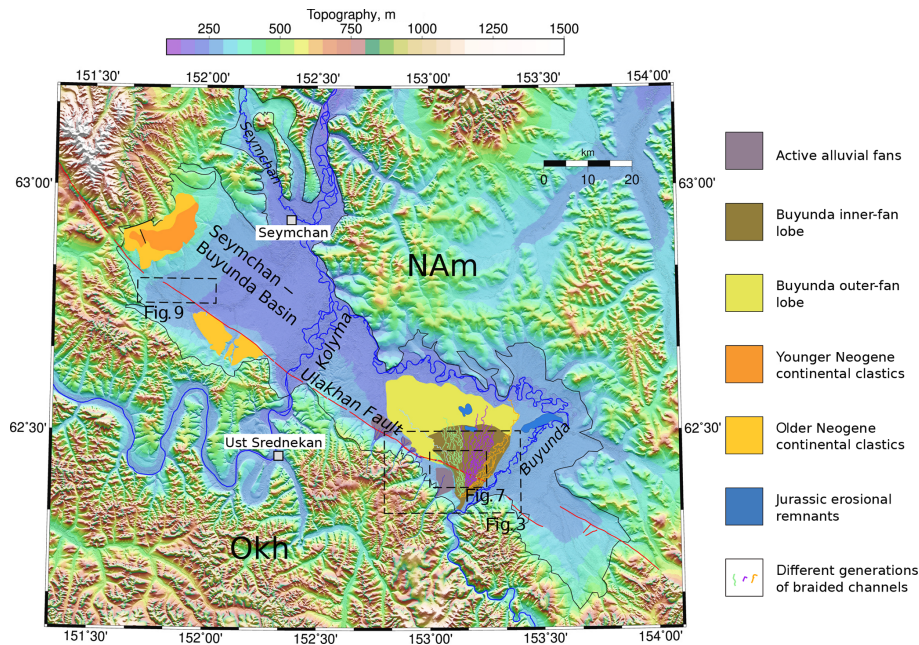 Topography, m
250 500 750 1000 1250 1500
151°30' 152°00' 152°30' 153°00' 153°30' 154°00'
63°00'
63°00'
km
0 10 20
Seymchan
Seymchan
Seymchan –
Buyunda Basin
NAm
Fig.9
Kolyma
Ulakhan Fault
62°30'
62°30'
Ust Srednekan
Buyunda
Fig.7
Fig.3
Okh
151°30' 152°00' 152°30' 153°00' 153°30' 154°00'
Active alluvial fans
Buyunda inner-fan
lobe
Buyunda outer-fan
lobe
Younger Neogene
continental clastics
Older Neogene
continental clastics
Jurassic erosional
remnants
Different generations
of braided channels